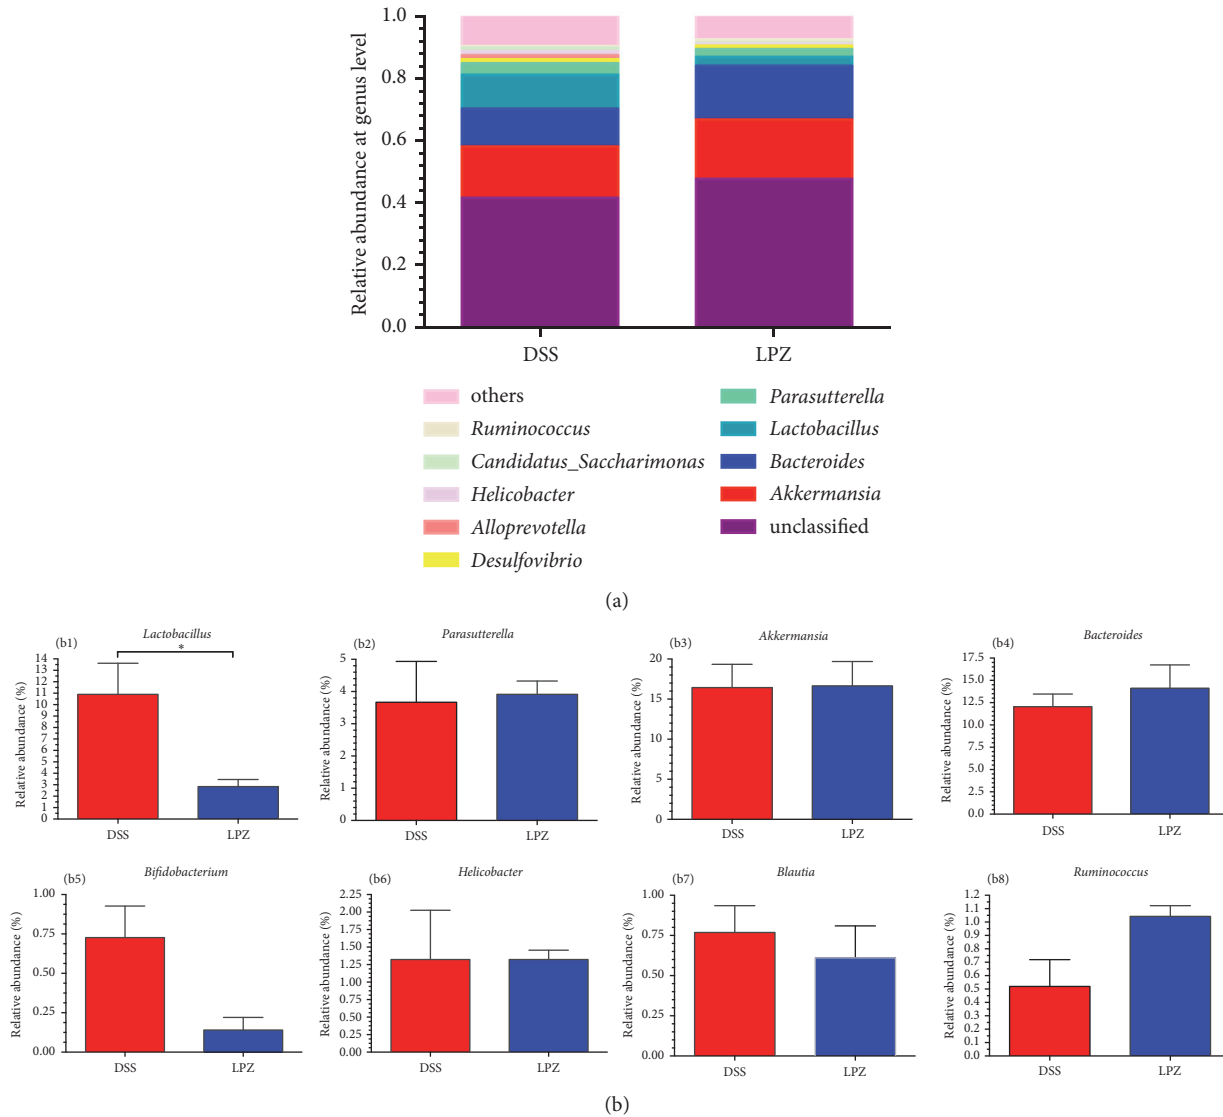 Relative abundance at genus level
1.0
0.8
0.6
0.4
0.2
0.0
DSS LPZ
others
Ruminococcus
Candidatus_Saccharimonas
Helicobacter
Alloprevotella
Desulfovibrio
Parasutterella
Lactobacillus
Bacteroides
Akkermansia
unclassified
(a)
(b1) Lactobacillus
*
Relative abundance (%)
14
13
12
11
10
9
8
7
6
5
4
3
2
1
0
DSS LPZ
(b2) Parasutterella
Relative abundance (%)
5
4
3
2
1
0
DSS LPZ
(b3) Akkermansia
Relative abundance (%)
20
15
10
5
0
DSS LPZ
(b4) Bacteroides
Relative abundance (%)
17.5
15.0
12.5
10.0
7.5
5.0
2.5
0.0
DSS LPZ
(b5) Bifidobacterium
Relative abundance (%)
1.00
0.75
0.50
0.25
0.00
DSS LPZ
(b6) Helicobacter
Relative abundance (%)
2.25
2.00
1.75
1.50
1.25
1.00
0.75
0.50
0.25
0.00
DSS LPZ
(b7) Blautia
Relative abundance (%)
1.00
0.75
0.50
0.25
0.00
DSS LPZ
(b8) Ruminococcus
Relative abundance (%)
1.2
1.1
1.0
0.9
0.8
0.7
0.6
0.5
0.4
0.3
0.2
0.1
0.0
DSS LPZ
(b)